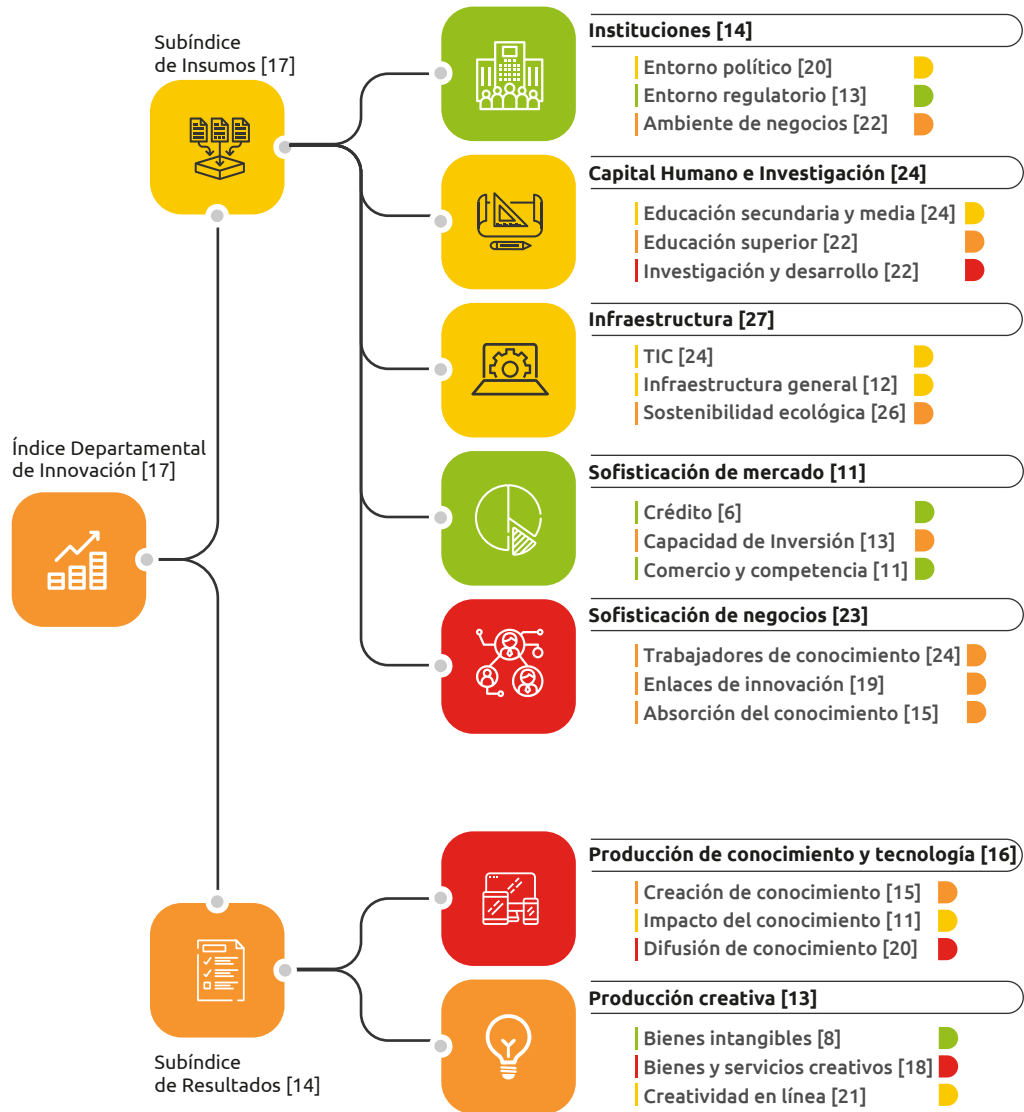 Índice Departamental
de Innovación [17]
Subíndice
de Insumos [17]
Instituciones [14]
Entorno político [20]
Entorno regulatorio [13]
Ambiente de negocios [22]
Capital Humano e Investigación [24]
Educación secundaria y media [24]
Educación superior [22]
Investigación y desarrollo [22]
Infraestructura [27]
TIC [24]
Infraestructura general [12]
Sostenibilidad ecológica [26]
Sofisticación de mercado [11]
Crédito [6]
Capacidad de Inversión [13]
Comercio y competencia [11]
Sofisticación de negocios [23]
Trabajadores de conocimiento [24]
Enlaces de innovación [19]
Absorción del conocimiento [15]
Subíndice
de Resultados [14]
Producción de conocimiento y tecnología [16]
Creación de conocimiento [15]
Impacto del conocimiento [11]
Difusión de conocimiento [20]
Producción creativa [13]
Bienes intangibles [8]
Bienes y servicios creativos [18]
Creatividad en línea [21]